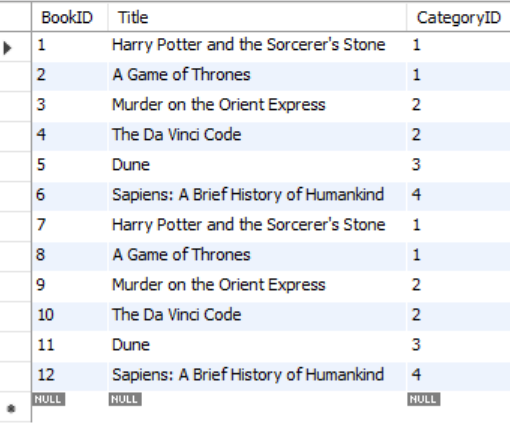 BookID Title CategoryID
1 Harry Potter and the Sorcerer's Stone 1
2 A Game of Thrones 1
3 Murder on the Orient Express 2
4 The Da Vinci Code 2
5 Dune 3
6 Sapiens: A Brief History of Humankind 4
7 Harry Potter and the Sorcerer's Stone 1
8 A Game of Thrones 1
9 Murder on the Orient Express 2
10 The Da Vinci Code 2
11 Dune 3
12 Sapiens: A Brief History of Humankind 4
NULL NULL NULL